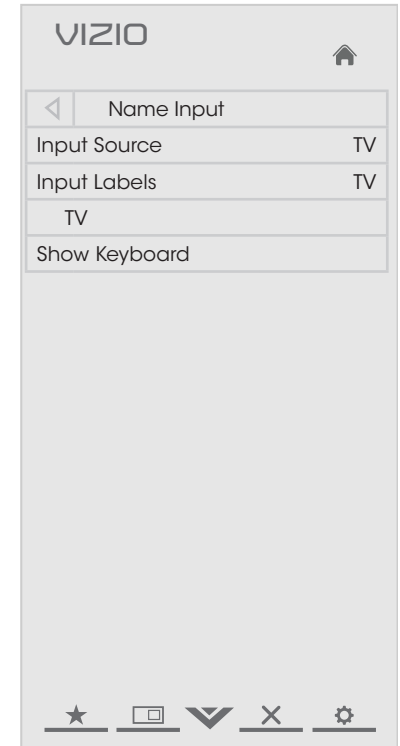 VIZIO
Name Input
Input Source TV
Input Labels TV
TV
Show Keyboard